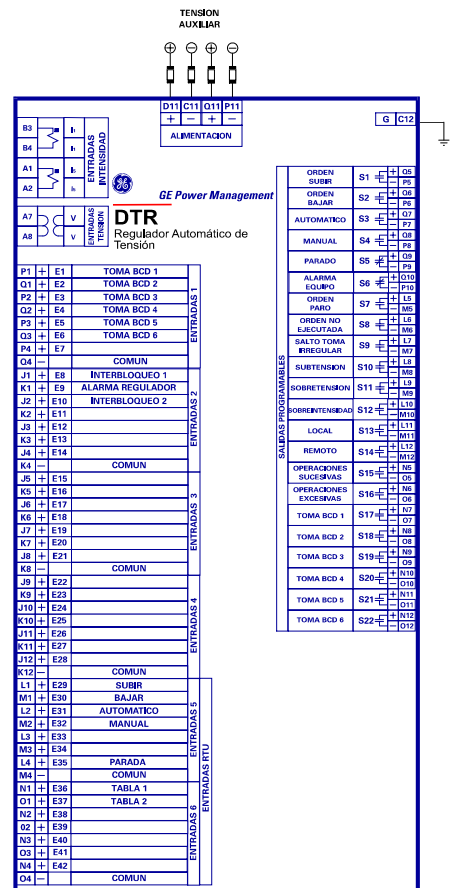 TENSION
AUXILIAR
D11 C11 Q11 P11
+ − + −
ALIMENTACION
G C12
B3
B4
A1
A2
ENTRADAS
INTENSIDAD
GE Power Management
A7 V
A8 V
ENTRADAS
TENSION
DTR
Regulador Automático de
Tensión
P1 + E1 TOMA BCD 1
Q1 + E2 TOMA BCD 2
P2 + E3 TOMA BCD 3
Q2 + E4 TOMA BCD 4
P3 + E5 TOMA BCD 5
Q3 + E6 TOMA BCD 6
P4 + E7
Q4 − COMUN
ENTRADAS 1
J1 + E8 INTERBLOQUEO 1
K1 + E9 ALARMA REGULADOR
J2 + E10 INTERBLOQUEO 2
K2 + E11
J3 + E12
K3 + E13
J4 + E14
K4 − COMUN
ENTRADAS 2
J5 + E15
K5 + E16
J6 + E17
K6 + E18
J7 + E19
K7 + E20
J8 + E21
K8 − COMUN
ENTRADAS 3
J9 + E22
K9 + E23
J10 + E24
K10 + E25
J11 + E26
K11 + E27
J12 + E28
K12 − COMUN
ENTRADAS 4
L1 + E29 SUBIR
M1 + E30 BAJAR
L2 + E31 AUTOMATICO
M2 + E32 MANUAL
L3 + E33
M3 + E34
L4 + E35 PARADA
M4 − COMUN
ENTRADAS 5
N1 + E36 TABLA 1
O1 + E37 TABLA 2
N2 + E38
02 + E39
N3 + E40
O3 + E41
N4 + E42
O4 − COMUN
ENTRADAS 6
ENTRADAS RTU
SALIDAS PROGRAMABLES
ORDEN
SUBIR S1 + Q5 − P5
ORDEN
BAJAR S2 + Q6 − P6
AUTOMATICO S3 + Q7 − P7
MANUAL S4 + Q8 − P8
PARADO S5 + Q9 − P9
ALARMA
EQUIPO S6 + Q10 − P10
ORDEN
PARO S7 + L5 − M5
ORDEN NO
EJECUTADA S8 + L6 − M6
SALTO TOMA
IRREGULAR S9 + L7 − M7
SUBTENSION S10 + L8 − M8
SOBRETENSION S11 + L9 − M9
SOBREINTENSIDAD S12 + L10 − M10
LOCAL S13 + L11 − M11
REMOTO S14 + L12 − M12
OPERACIONES
SUCESIVAS S15 + N5 − O5
OPERACIONES
EXCESIVAS S16 + N6 − O6
TOMA BCD 1 S17 + N7 − O7
TOMA BCD 2 S18 + N8 − O8
TOMA BCD 3 S19 + N9 − O9
TOMA BCD 4 S20 + N10 − O10
TOMA BCD 5 S21 + N11 − O11
TOMA BCD 6 S22 + N12 − O12